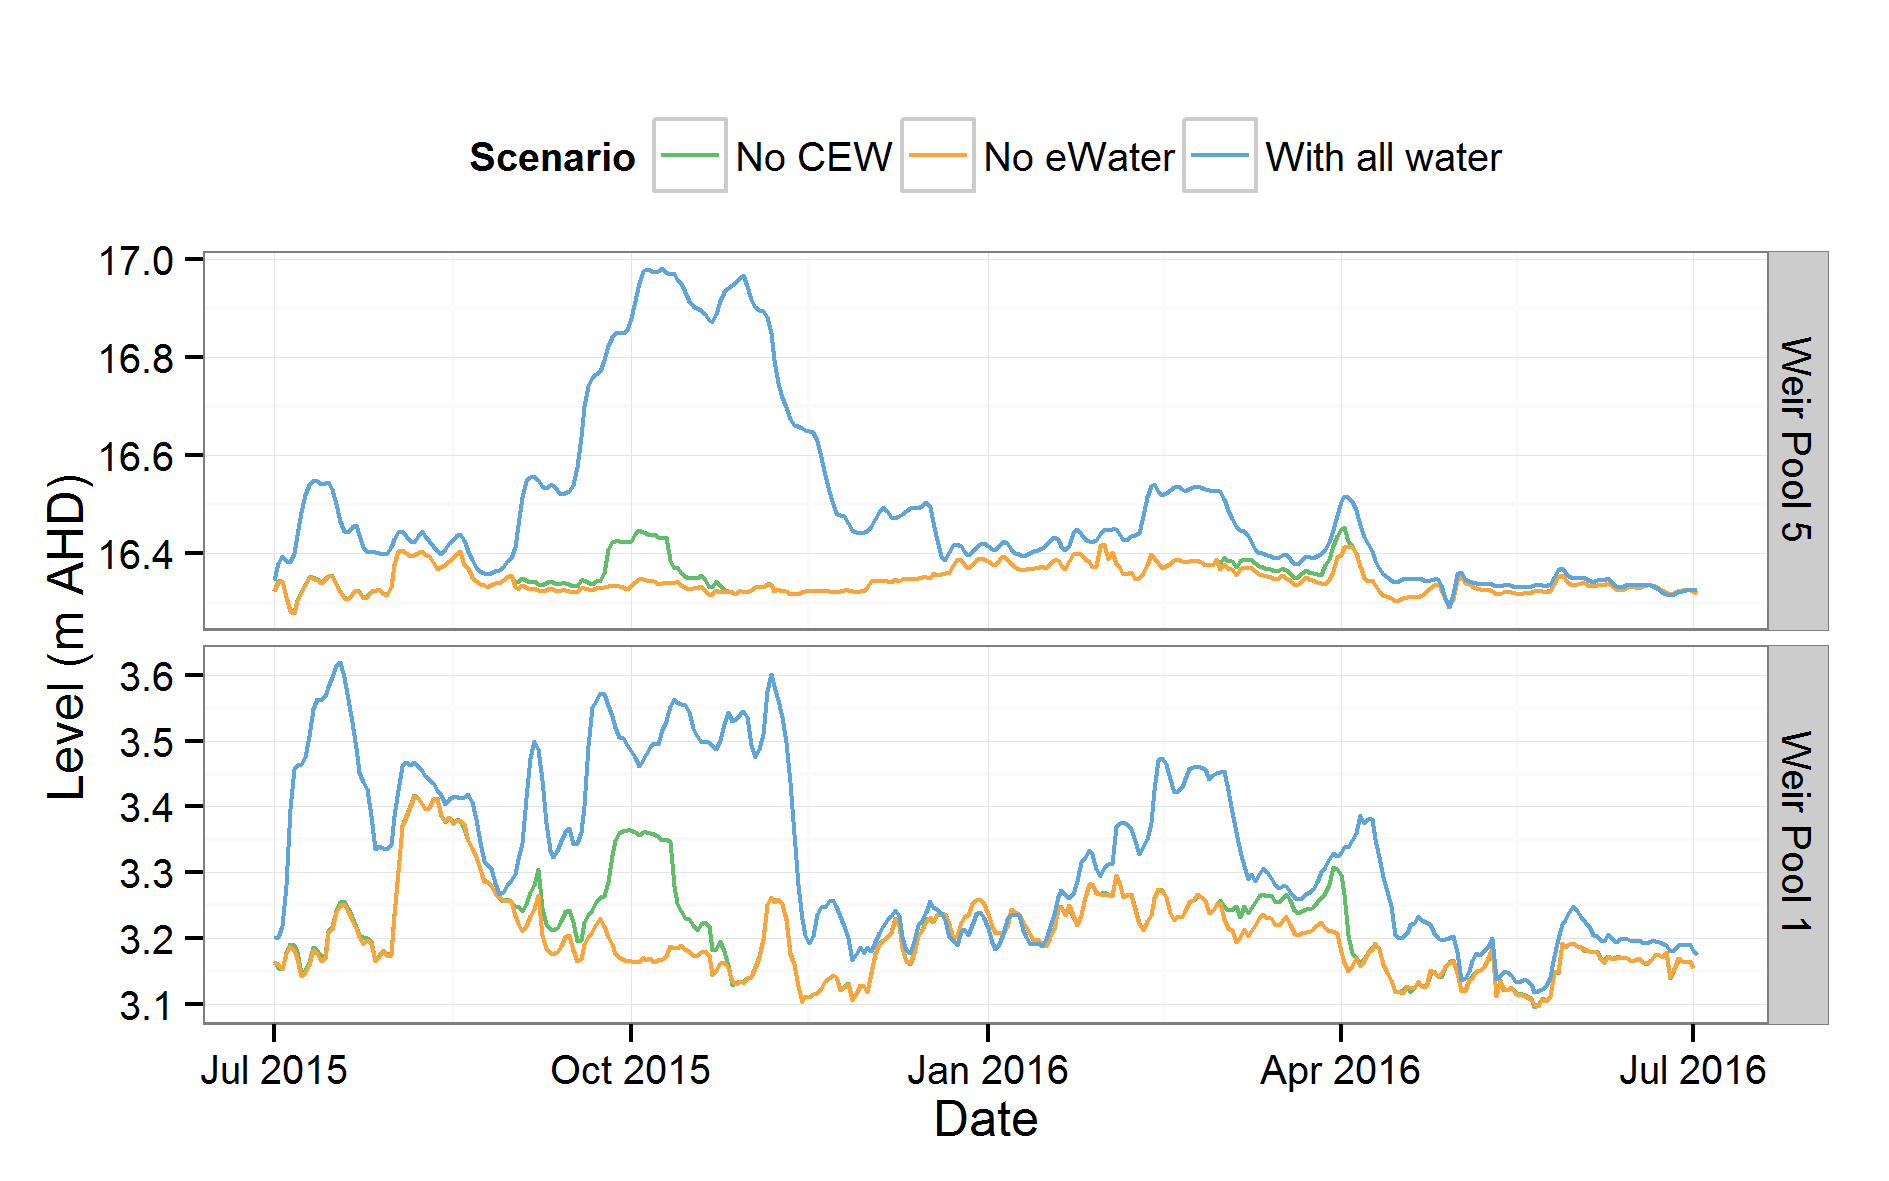 Scenario No CEW No eWater With all water
Level (m AHD)
17.0
16.8
16.6
16.4
Weir Pool 5
3.6
3.5
3.4
3.3
3.2
3.1
Weir Pool 1
Jul 2015 Oct 2015 Jan 2016 Apr 2016 Jul 2016
Date